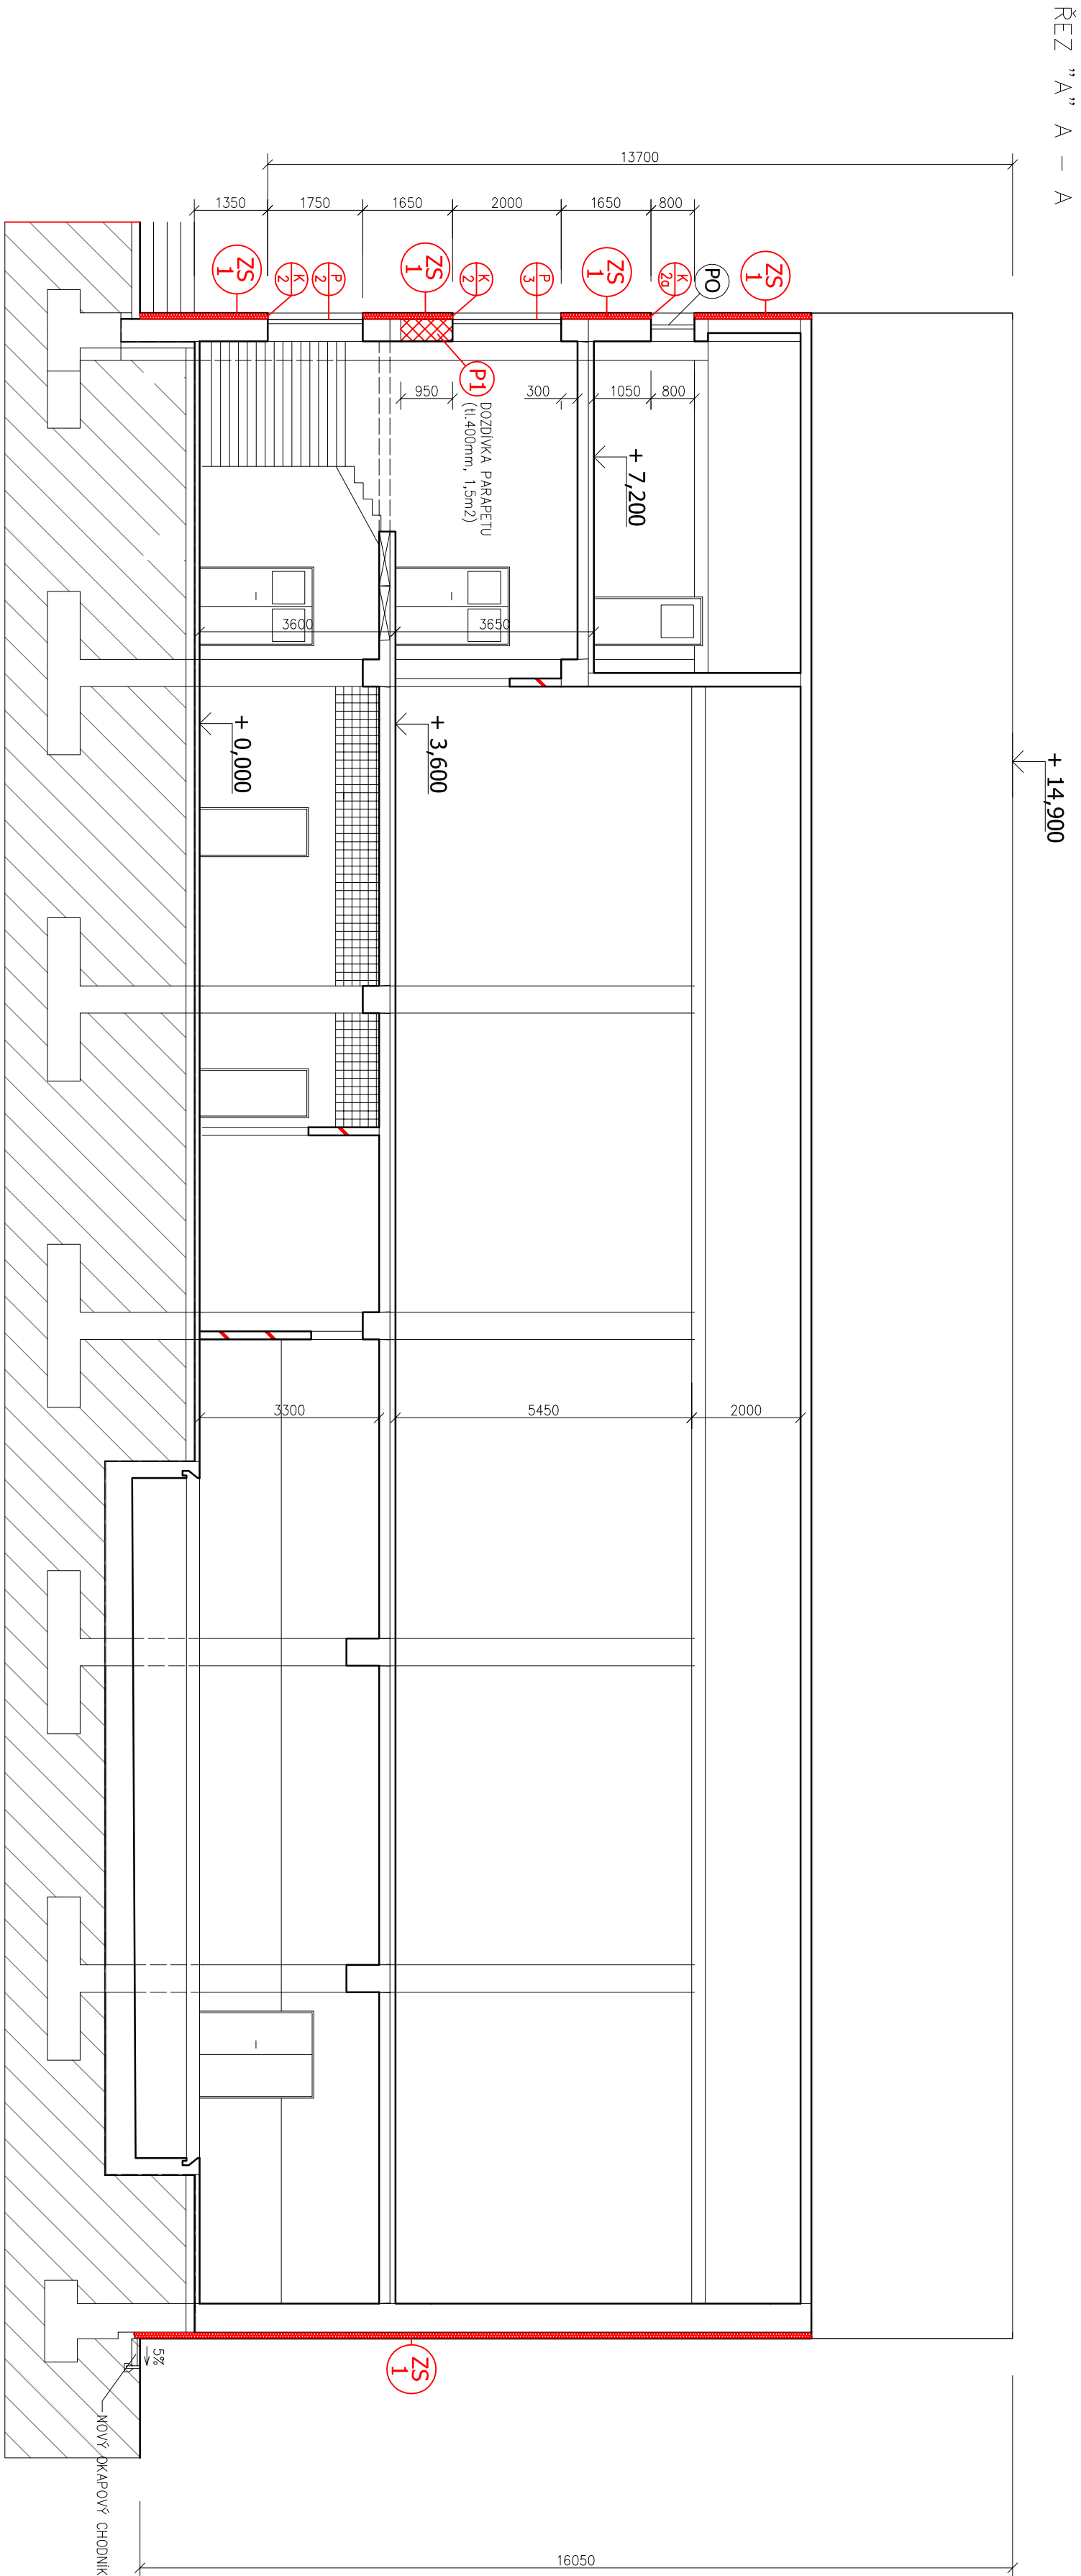 ŘEZ "A" A – A
13700
1350
1750
1650
2000
1650
800
ZS
1
K
2
P
2
ZS
1
K
2
P
3
ZS
1
K
2a
PO
ZS
1
P1
DOZDÍVKA PARAPETU
(tl.400mm, 1,5m2)
950
300
1050
800
+ 7,200
3600
3650
+ 0,000
+ 3,600
+ 14,900
3300
5450
2000
ZS
1
5%
NOVÝ OKAPOVÝ CHODNÍK
16050